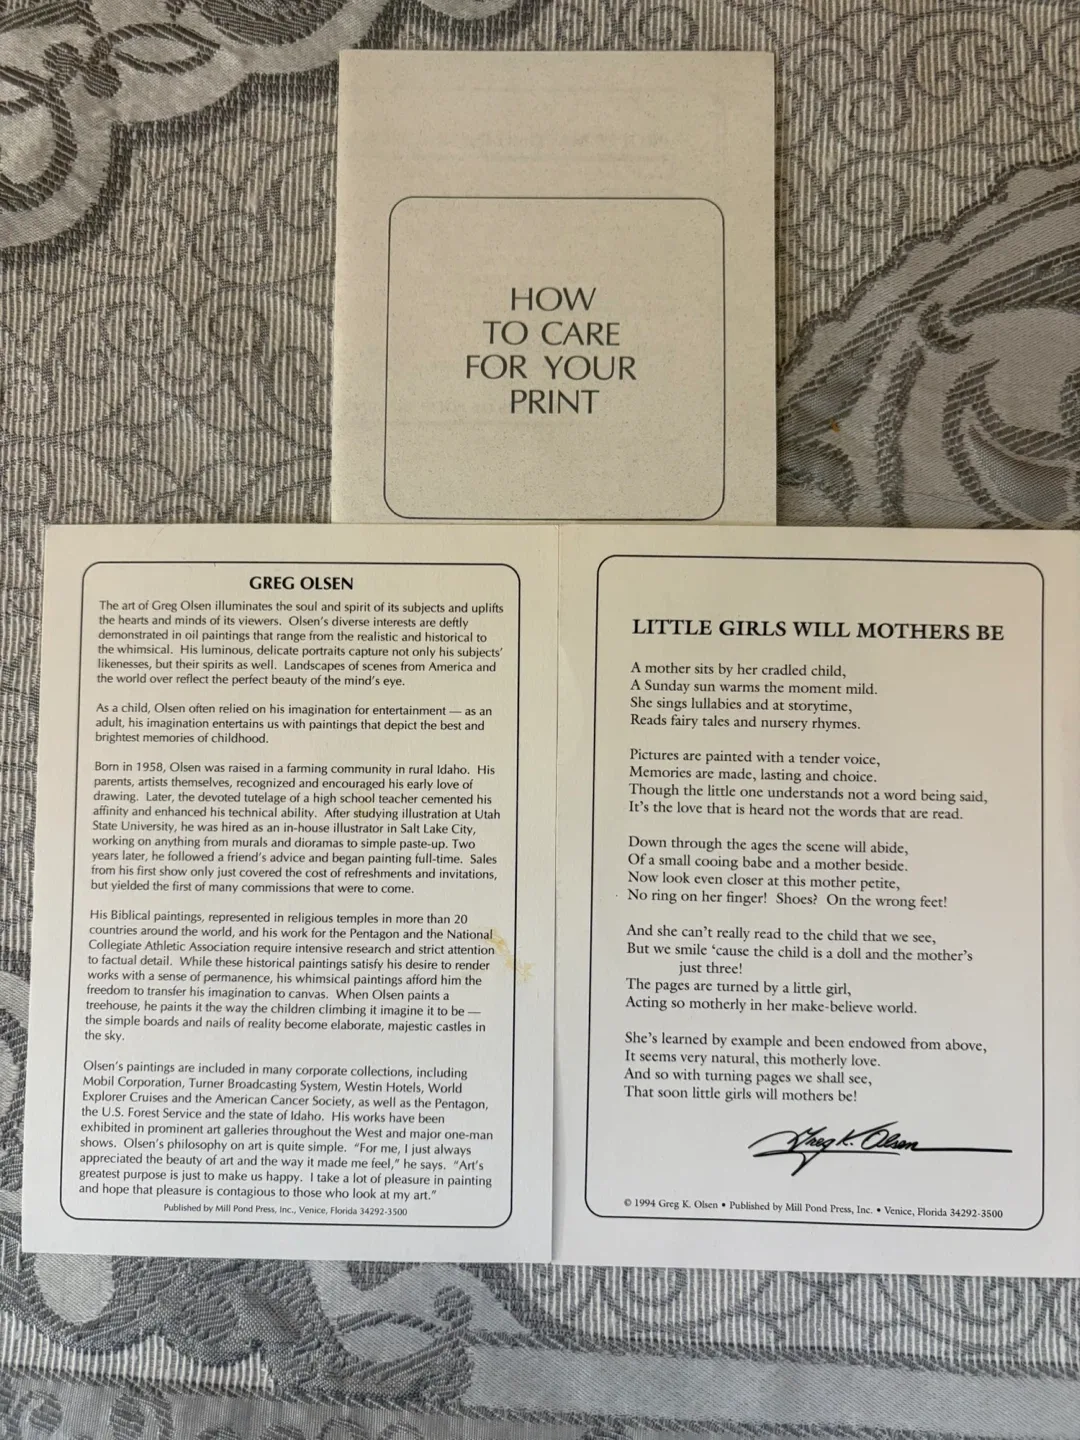 HOW
TO CARE
FOR YOUR
PRINT
GREG OLSEN
The art of Greg Olsen illuminates the soul and spirit of its subjects and uplifts
the hearts and minds of its viewers. Olsen's diverse interests are deftly
demonstrated in oil paintings that range from the realistic and historical to
the whimsical. His luminous, delicate portraits capture not only his subjects'
likenesses, but their spirits as well. Landscapes of scenes from America and
the world over reflect the perfect beauty of the mind's eye.
As a child, Olsen often relied on his imagination for entertainment — as an
adult, his imagination entertains us with paintings that depict the best and
brightest memories of childhood.
Born in 1958, Olsen was raised in a farming community in rural Idaho. His
parents, artists themselves, recognized and encouraged his early love of
drawing. Later, the devoted tutelage of a high school teacher cemented his
affinity and enhanced his technical ability. After studying illustration at Utah
State University, he was hired as an in-house illustrator in Salt Lake City,
working on anything from murals and dioramas to simple paste-up. Two
years later, he followed a friend's advice and began painting full-time. Sales
from his first show only just covered the cost of refreshments and invitations,
but yielded the first of many commissions that were to come.
His Biblical paintings, represented in religious temples in more than 20
countries around the world, and his work for the Pentagon and the National
Collegiate Athletic Association require intensive research and strict attention
to factual detail. While these historical paintings satisfy his desire to render
works with a sense of permanence, his whimsical paintings afford him the
freedom to transfer his imagination to canvas. When Olsen paints a
treehouse, he paints it the way the children climbing it imagine it to be —
the simple boards and nails of reality become elaborate, majestic castles in
the sky.
Olsen's paintings are included in many corporate collections, including
Mobil Corporation, Turner Broadcasting System, Westin Hotels, World
Explorer Cruises and the American Cancer Society, as well as the Pentagon,
the U.S. Forest Service and the state of Idaho. His works have been
exhibited in prominent art galleries throughout the West and major one-man
shows. Olsen's philosophy on art is quite simple. "For me, I just always
appreciated the beauty of art and the way it made me feel," he says. "Art's
greatest purpose is just to make us happy. I take a lot of pleasure in painting
and hope that pleasure is contagious to those who look at my art."
Published by Mill Pond Press, Inc., Venice, Florida 34292-3500
LITTLE GIRLS WILL MOTHERS BE
A mother sits by her cradled child,
A Sunday sun warms the moment mild.
She sings lullabies and at storytime,
Reads fairy tales and nursery rhymes.
Pictures are painted with a tender voice,
Memories are made, lasting and choice.
Though the little one understands not a word being said,
It's the love that is heard not the words that are read.
Down through the ages the scene will abide,
Of a small cooing babe and a mother beside.
Now look even closer at this mother petite,
No ring on her finger! Shoes? On the wrong feet!
And she can't really read to the child that we see,
But we smile 'cause the child is a doll and the mother's
just three!
The pages are turned by a little girl,
Acting so motherly in her make-believe world.
She's learned by example and been endowed from above,
It seems very natural, this motherly love.
And so with turning pages we shall see,
That soon little girls will mothers be!
Greg K. Olsen
© 1994 Greg K. Olsen • Published by Mill Pond Press, Inc. • Venice, Florida 34292-3500